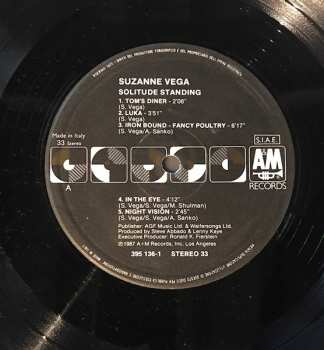 SUZANNE VEGA
SOLITUDE STANDING
1. TOM'S DINER - 2'08"
(S. Vega)
2. LUKA - 3'51"
(S. Vega)
3. IRON BOUND - FANCY POULTRY - 6'17"
(S. Vega/A. Sanko)
Made in Italy
33 Stereo
S.I.A.E.
A
A&M
RECORDS
4. IN THE EYE - 4'12"
(S. Vega/S. Vega/M. Shulman)
5. NIGHT VISION - 2'45"
(S. Vega/S. Vega/A. Sanko)
Publisher: AGF Music Ltd. & Waifersongs Ltd.
Produced by Steve Abbado & Lenny Kaye
Executive Producer: Ronald K. Fierstein
Ⓟ1987 A+M Records, Inc. Los Angeles
395 136-1 STEREO 33